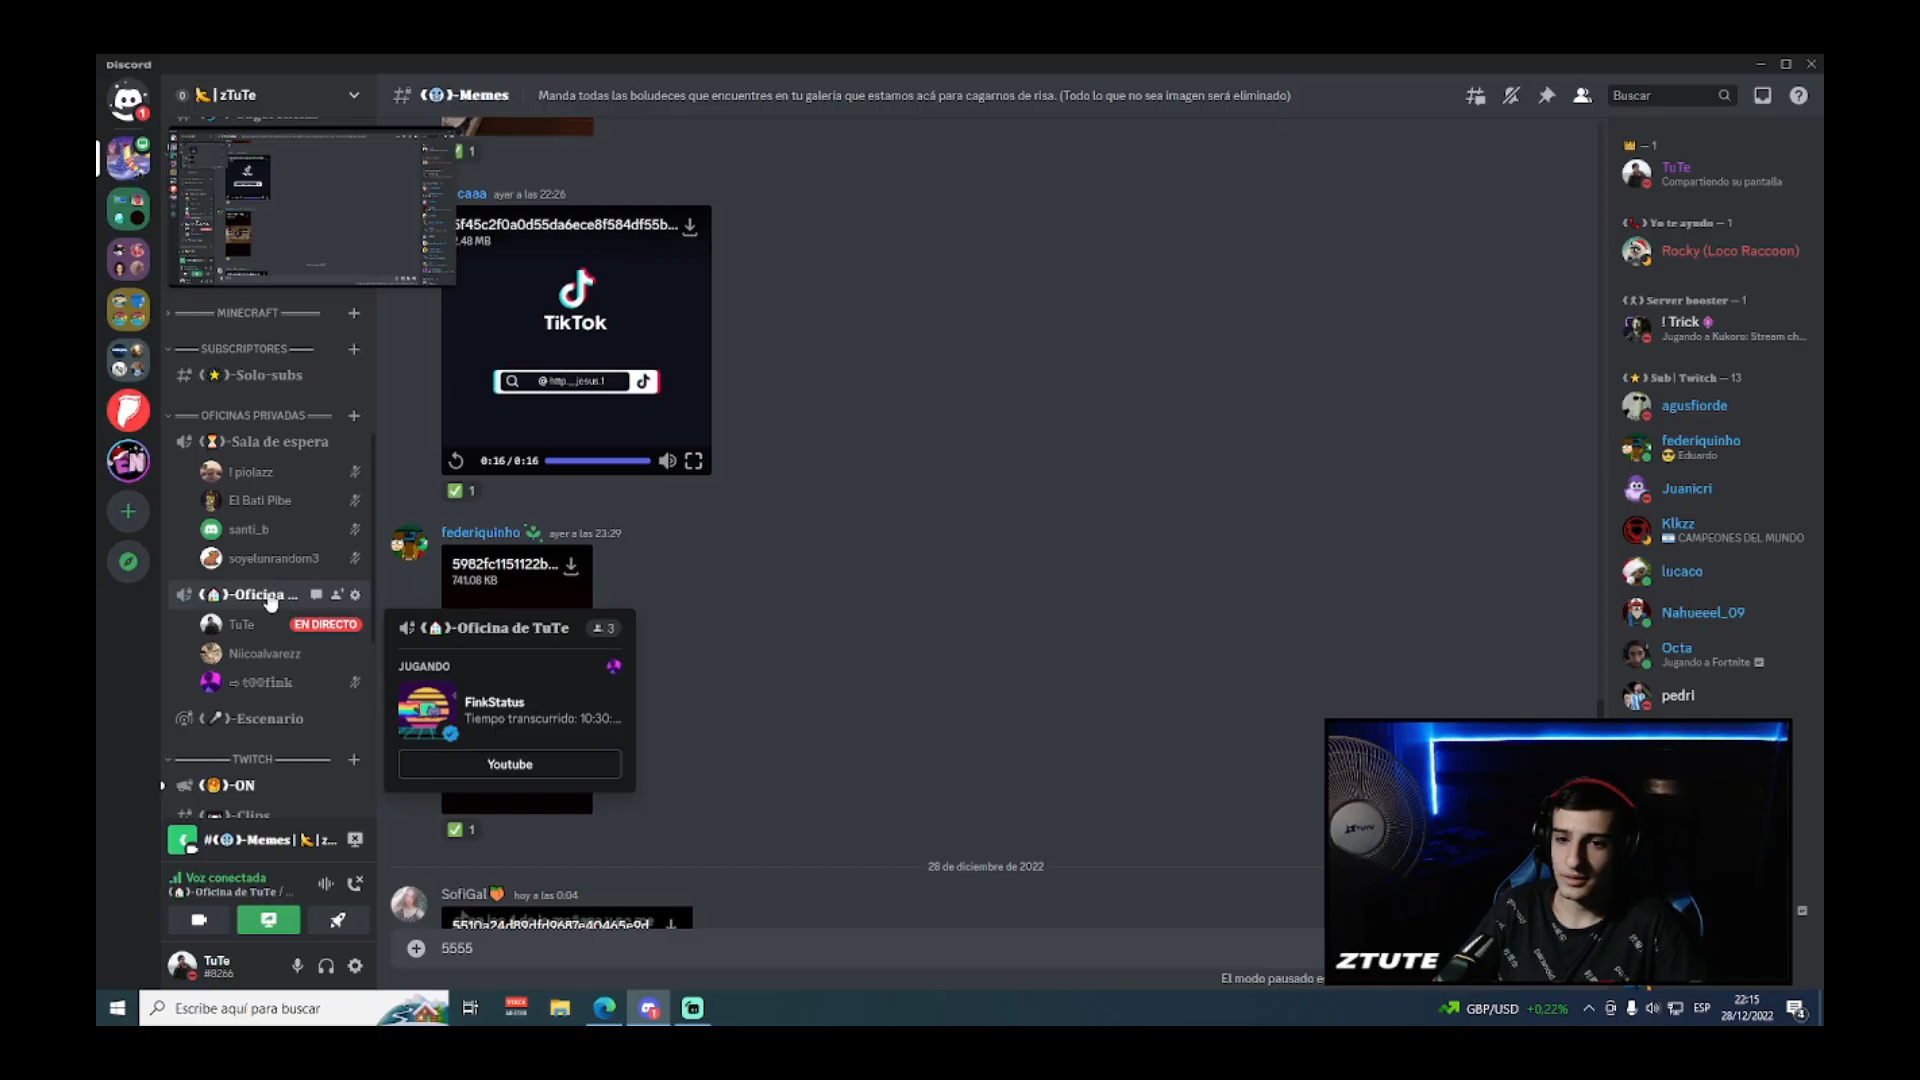 Discord
zTuTe
-Memes
Manda todas las boludeces que encuentres en tu galería que estamos acá para cagarnos de risa. (Todo lo que no sea imagen será eliminado)
Buscar
MINECRAFT
SUBSCRIPTORES
-Solo-subs
OFICINAS PRIVADAS
-Sala de espera
! piolazz
El Bati Pibe
santi_b
soyelunrandom3
-Oficina ...
TuTe
EN DIRECTO
Niicoalvarezz
⇨ t00fink
-Escenario
TWITCH
-ON
-Clips
#-Memes | z...
Voz conectada
-Oficina de TuTe / ...
TuTe
#8266
1
caaa ayer a las 22:26
5f45c2f0a0d55da6ece8f584df55b...
2.48 MB
TikTok
0:16/0:16
1
federiquinho ayer a las 23:29
5982fc1151122b...
741.08 KB
-Oficina de TuTe
3
JUGANDO
FinkStatus
Tiempo transcurrido: 10:30:...
Youtube
1
28 de diciembre de 2022
SofiGal hoy a las 0:04
5510a24d89dfd9687e40465e9d
5555
El modo pausado e
— 1
TuTe
Compartiendo su pantalla
Yo te ayudo — 1
Rocky (Loco Raccoon)
Server booster — 1
! Trick
Jugando a Kukoro: Stream ch...
Sub | Twitch — 13
agusfiorde
federiquinho
Eduardo
Juanicri
Klkzz
CAMPEONES DEL MUNDO
lucaco
Nahueeel_09
Octa
Jugando a Fortnite
pedri
ZTUTE
Escribe aquí para buscar
GBP/USD +0,22%
ESP
22:15
28/12/2022
4